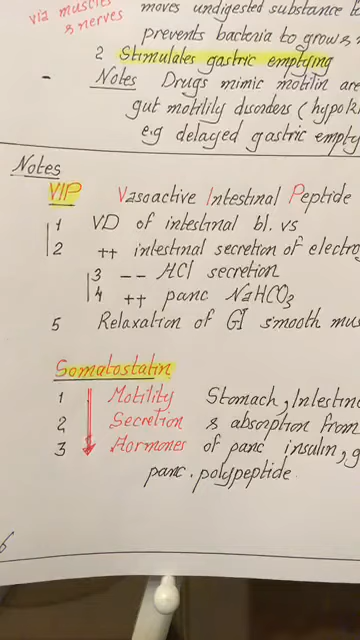 via muscles
& nerves
moves undigested substance
prevents bacteria to grow &
2 Stimulates gastric emptying
- Notes Drugs mimic motilin are
gut motility disorders (
e.g delayed gastric empty
Notes
VIP Vasoactive Intestinal Peptide
1 VD of intestinal bl. vs
2 ++ intestinal secretion of electro
3 -- HCl secretion
4 ++ panc NaHCO3
5 Relaxation of GI smooth mus
Somatostatin
1 Motility Stomach, Intestin
2 Secretion & absorption from
3 Hormones of panc insulin, g
panc. polypeptide
6